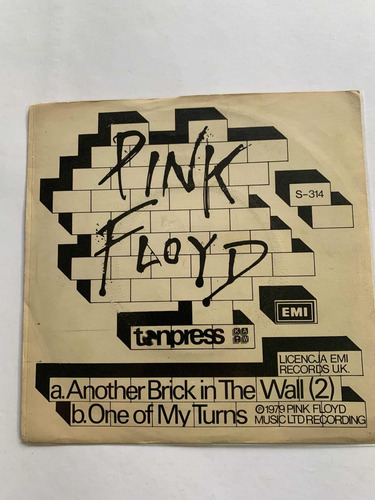 PINK
FLOYD
S-314
EMI
tonpress KAW
LICENCJA EMI
RECORDS U.K.
a. Another Brick in The Wall (2)
b. One of My Turns
℗1979 PINK FLOYD
MUSIC LTD RECORDING